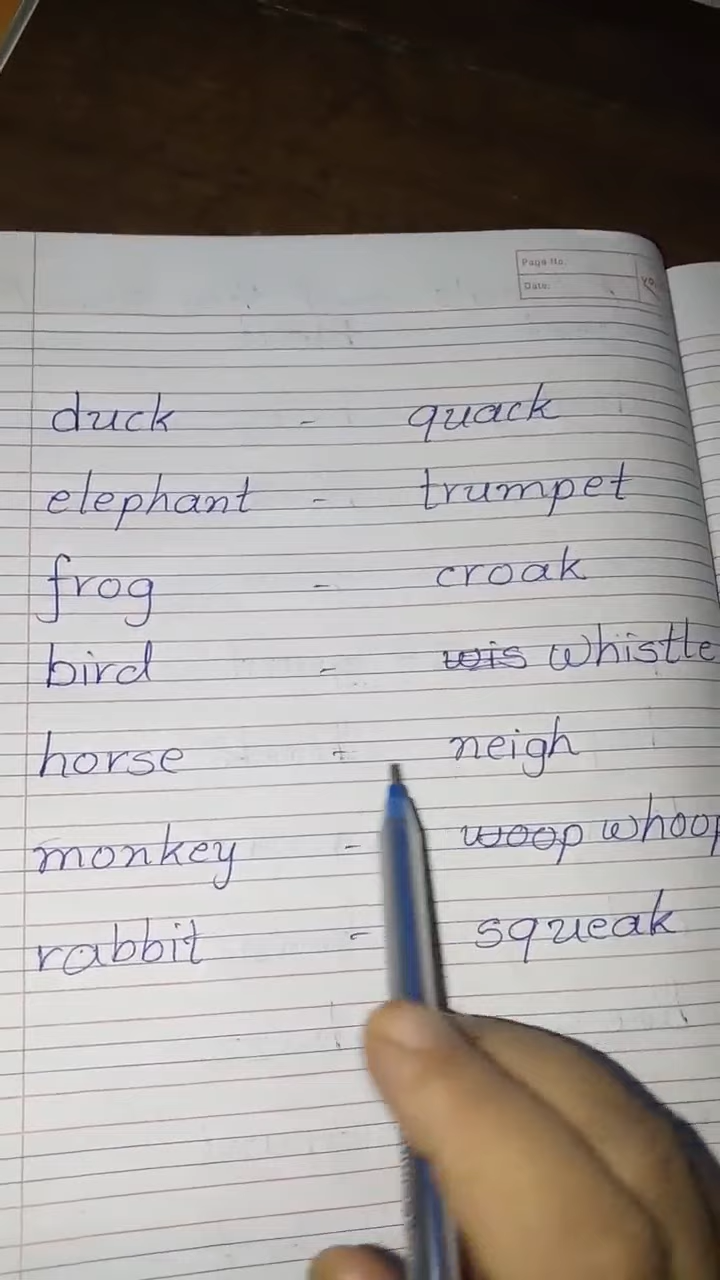 Page No.
Date:
duck - quack
elephant - trumpet
frog - croak
bird - wis whistle
horse - neigh
monkey - woop whoop
rabbit - squeak